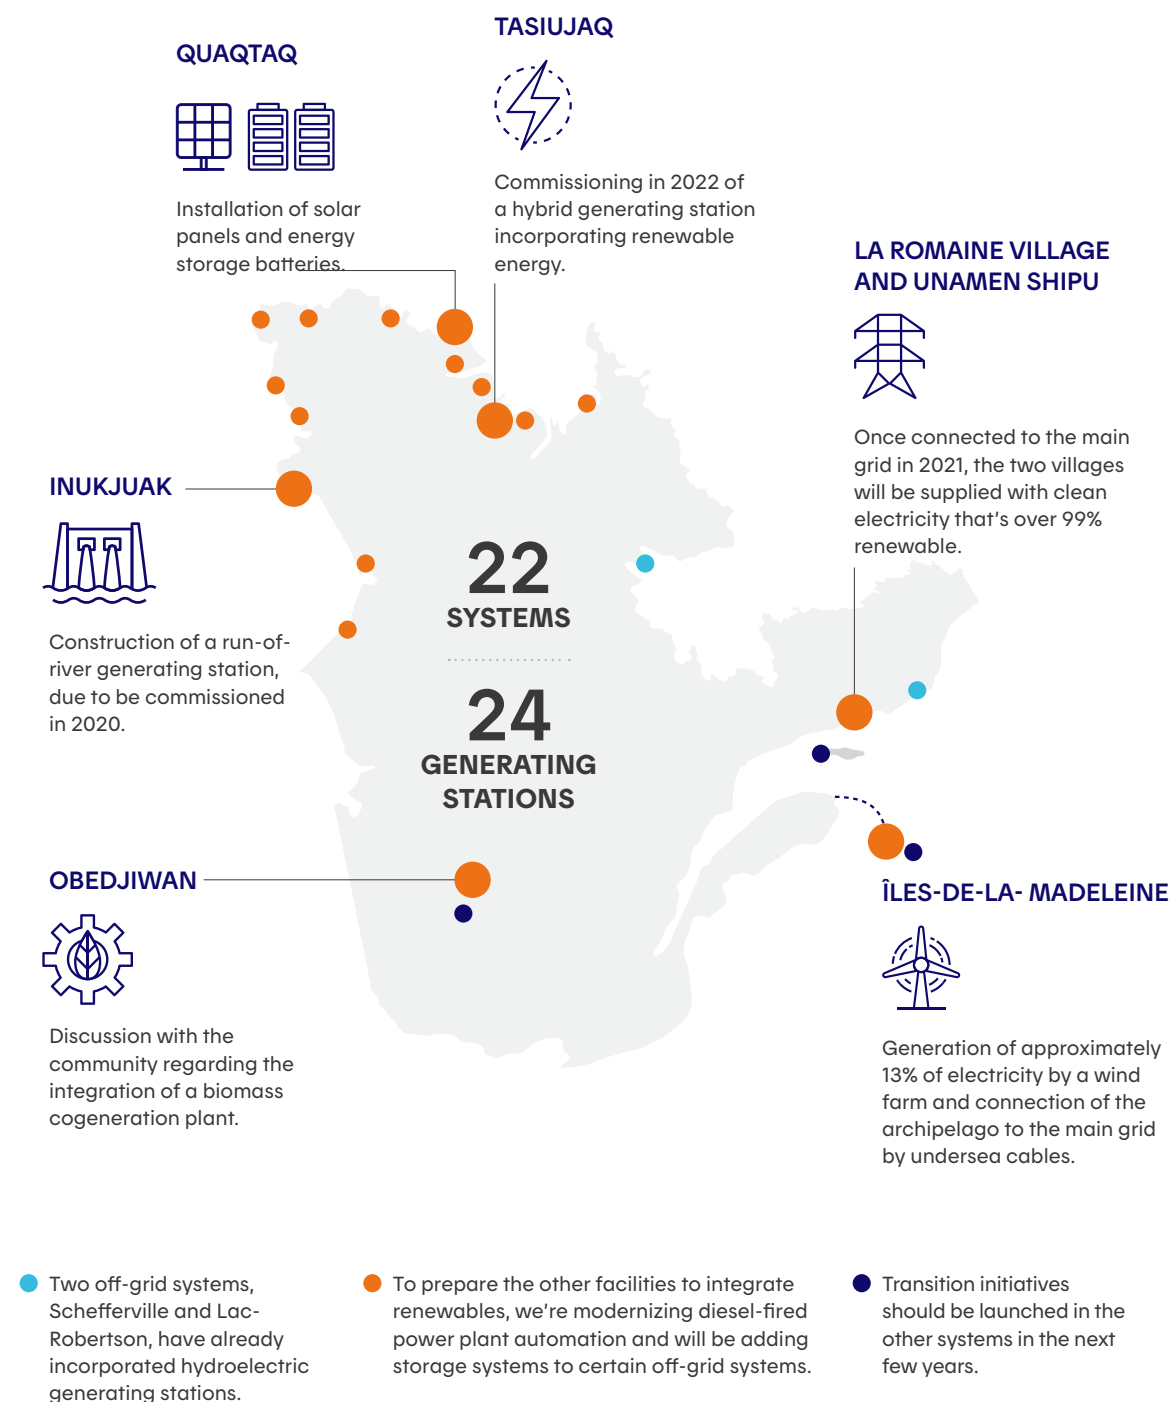 QUAQTAQ
Installation of solar
panels and energy
storage batteries.
TASIUJAQ
Commissioning in 2022 of
a hybrid generating station
incorporating renewable
energy.
LA ROMAINE VILLAGE
AND UNAMEN SHIPU
Once connected to the main
grid in 2021, the two villages
will be supplied with clean
electricity that's over 99%
renewable.
INUKJUAK
Construction of a run-of-
river generating station,
due to be commissioned
in 2020.
22
SYSTEMS
24
GENERATING
STATIONS
OBEDJIWAN
Discussion with the
community regarding the
integration of a biomass
cogeneration plant.
ÎLES-DE-LA- MADELEINE
Generation of approximately
13% of electricity by a wind
farm and connection of the
archipelago to the main grid
by undersea cables.
Two off-grid systems,
Schefferville and Lac-
Robertson, have already
incorporated hydroelectric
generating stations.
To prepare the other facilities to integrate
renewables, we're modernizing diesel-fired
power plant automation and will be adding
storage systems to certain off-grid systems.
Transition initiatives
should be launched in the
other systems in the next
few years.